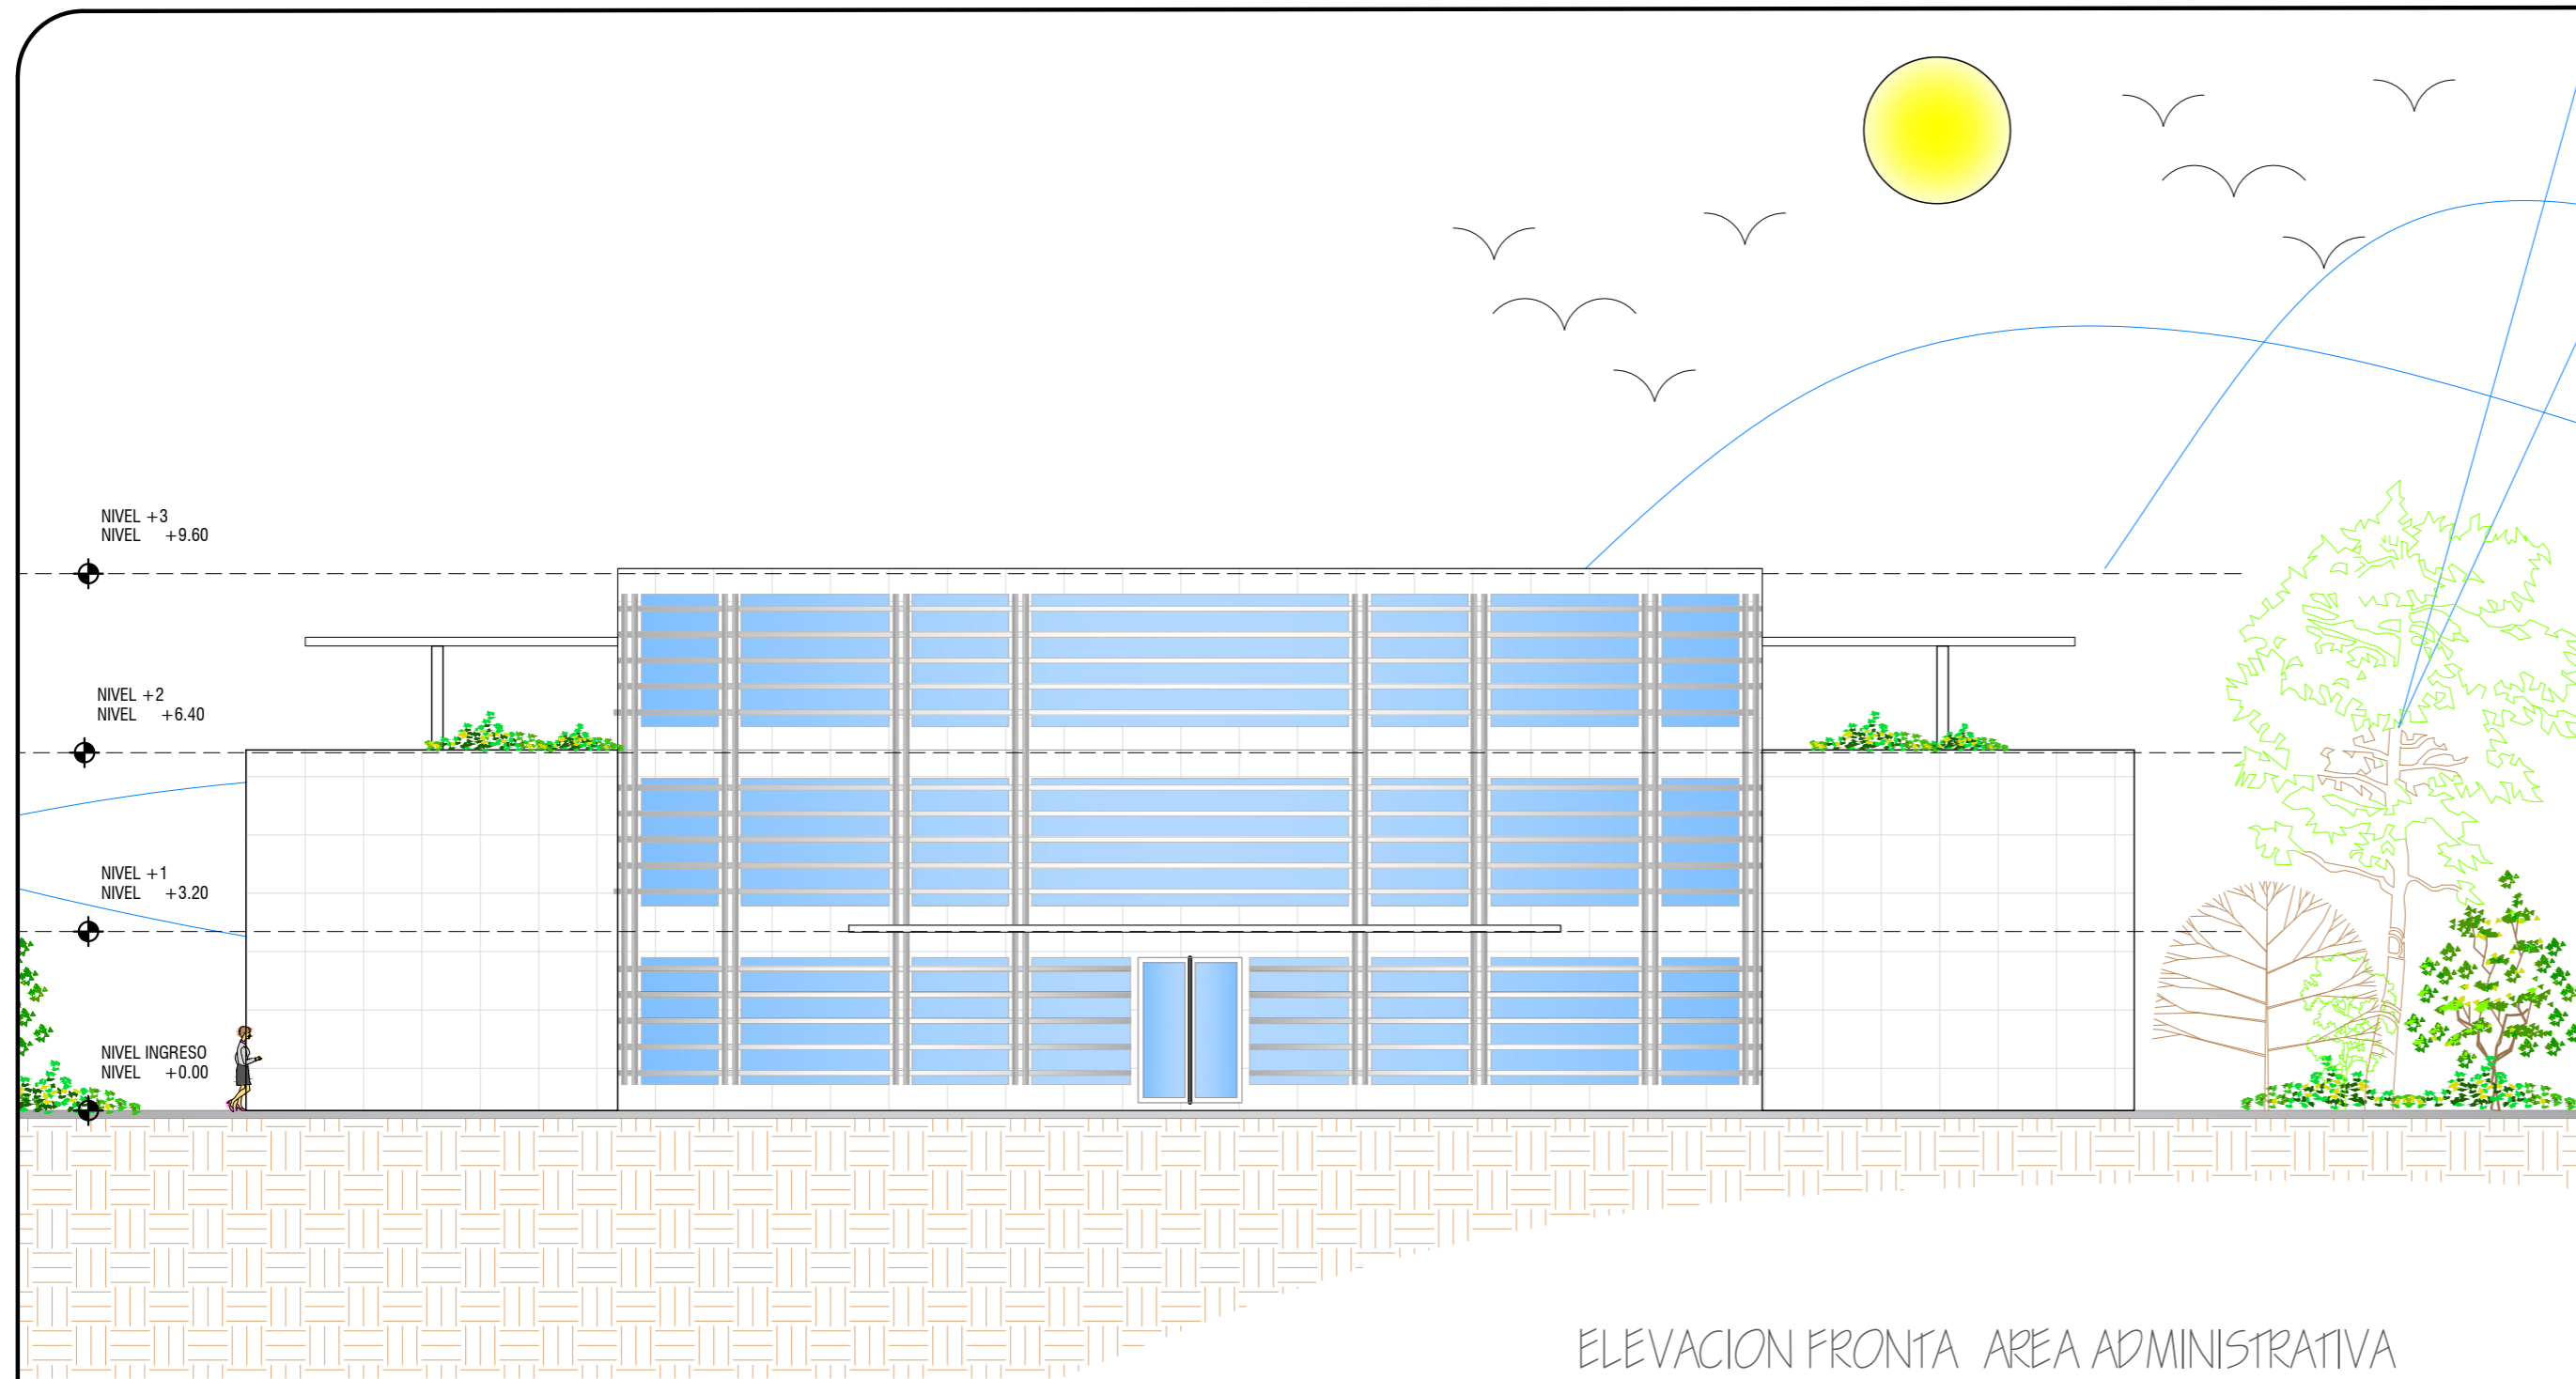 NIVEL +3
NIVEL +9.60
NIVEL +2
NIVEL +6.40
NIVEL +1
NIVEL +3.20
NIVEL INGRESO
NIVEL +0.00
ELEVACION FRONTA AREA ADMINISTRATIVA